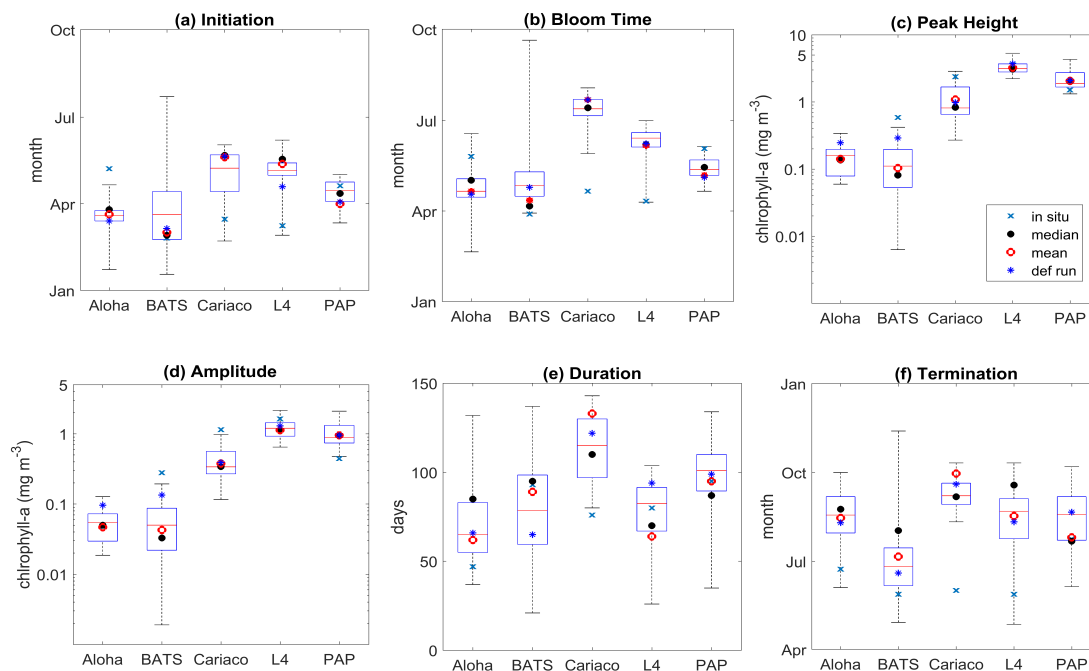 (a) Initiation
Oct
Jul
Apr
Jan
month
Aloha BATS Cariaco L4 PAP
(b) Bloom Time
Oct
Jul
Apr
Jan
month
Aloha BATS Cariaco L4 PAP
(c) Peak Height
10
1
0.1
0.01
chlrophyll-a (mg m-3)
in situ
median
mean
def run
Aloha BATS Cariaco L4 PAP
(d) Amplitude
5
1
0.1
0.01
chlrophyll-a (mg m-3)
Aloha BATS Cariaco L4 PAP
(e) Duration
150
100
50
0
days
Aloha BATS Cariaco L4 PAP
(f) Termination
Jan
Oct
Jul
Apr
month
Aloha BATS Cariaco L4 PAP